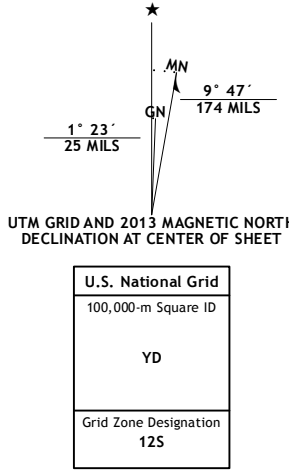 ★
MN
GN
9° 47´
174 MILS
1° 23´
25 MILS
UTM GRID AND 2013 MAGNETIC NORTH
DECLINATION AT CENTER OF SHEET
U.S. National Grid
100,000-m Square ID
YD
Grid Zone Designation
12S